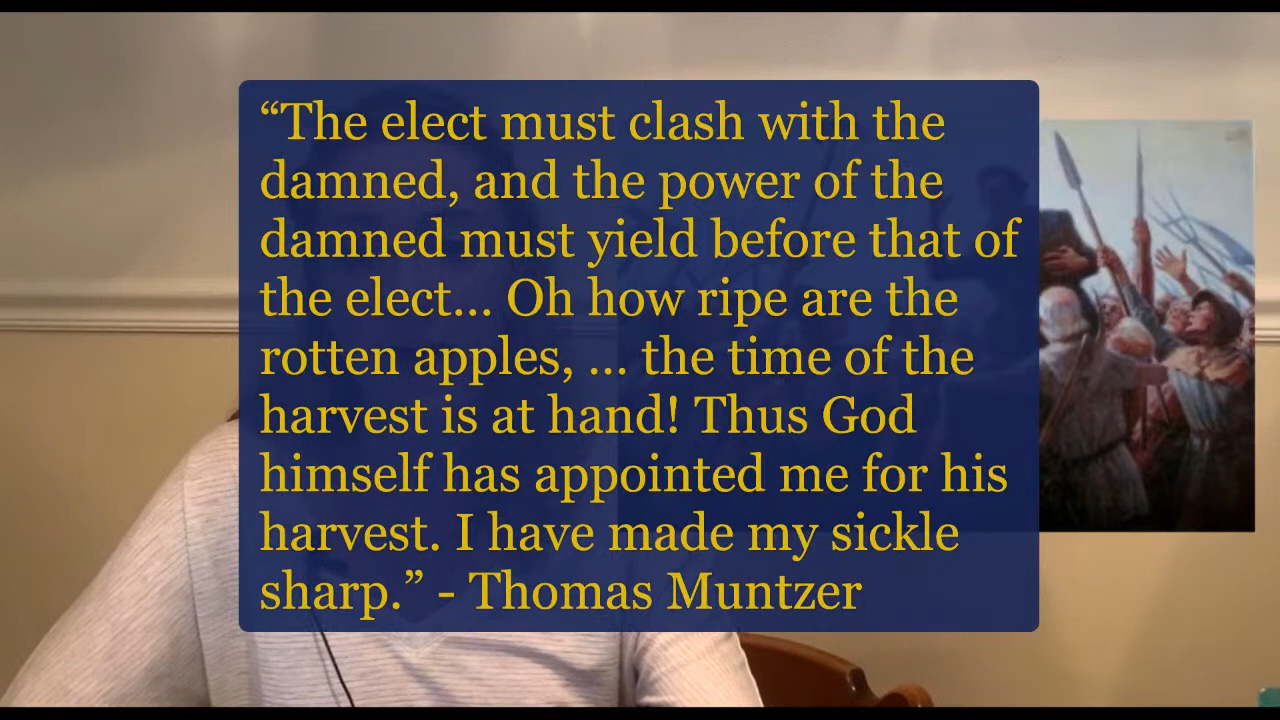 “The elect must clash with the
damned, and the power of the
damned must yield before that of
the elect... Oh how ripe are the
rotten apples, ... the time of the
harvest is at hand! Thus God
himself has appointed me for his
harvest. I have made my sickle
sharp.” - Thomas Muntzer